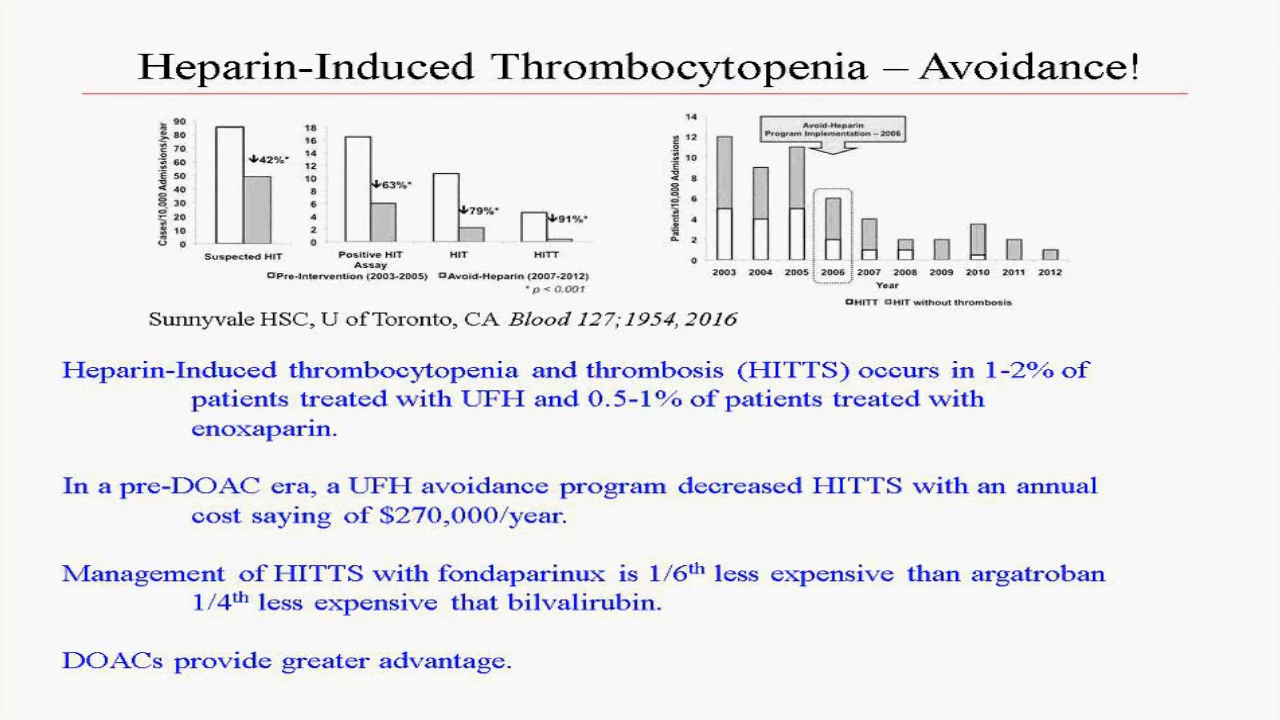 Heparin-Induced Thrombocytopenia – Avoidance!
Cases/10,000 Admissions/year
90
80
70
60
50
40
30
20
10
0
↓42%*
Suspected HIT
18
16
14
12
10
8
6
4
2
0
↓63%*
↓79%*
↓91%*
Positive HIT
Assay
HIT
HITT
Pre-Intervention (2003-2005) Avoid-Heparin (2007-2012)
* p < 0.001
Patients/10,000 Admissions
14
12
10
8
6
4
2
0
Avoid-Heparin
Program Implementation – 2006
2003 2004 2005 2006 2007 2008 2009 2010 2011 2012
Year
HITT HIT without thrombosis
Sunnyvale HSC, U of Toronto, CA Blood 127; 1954, 2016
Heparin-Induced thrombocytopenia and thrombosis (HITTS) occurs in 1-2% of
patients treated with UFH and 0.5-1% of patients treated with
enoxaparin.
In a pre-DOAC era, a UFH avoidance program decreased HITTS with an annual
cost saying of $270,000/year.
Management of HITTS with fondaparinux is 1/6th less expensive than argatroban
1/4th less expensive that bilvalirubin.
DOACs provide greater advantage.